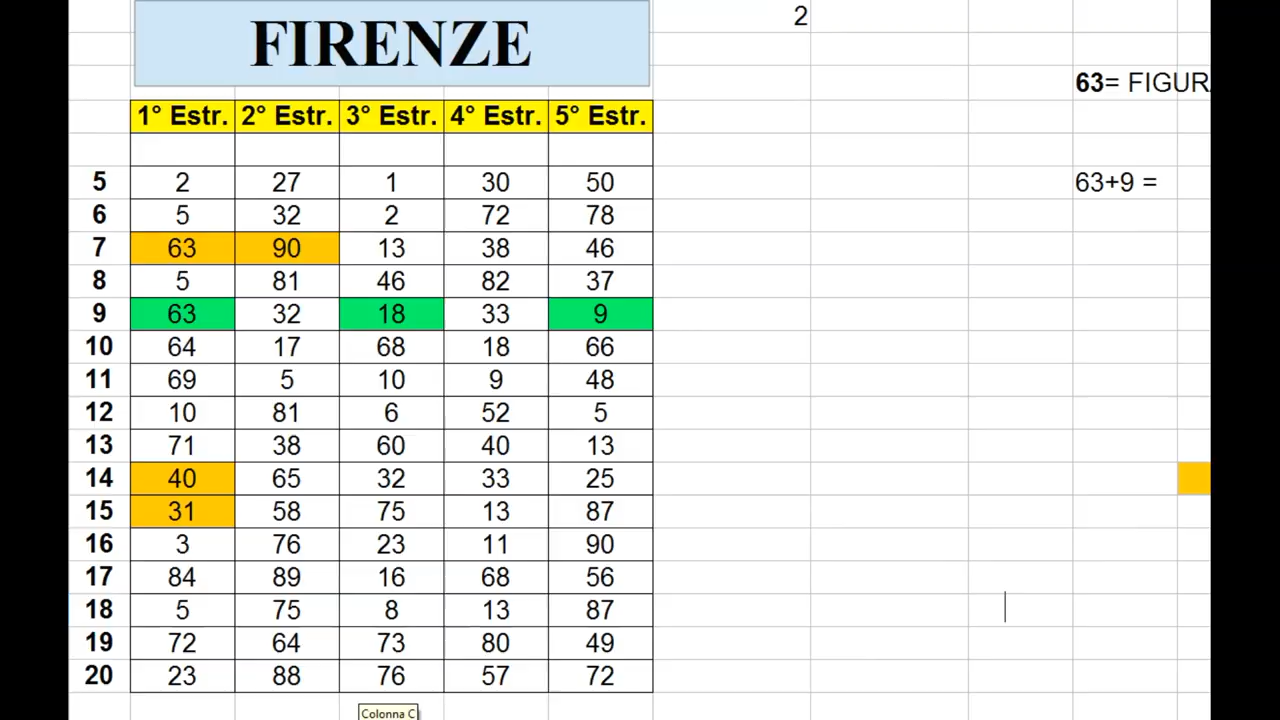 2
FIRENZE
63= FIGURA
1° Estr. 2° Estr. 3° Estr. 4° Estr. 5° Estr.
5 2 27 1 30 50 63+9 =
6 5 32 2 72 78
7 63 90 13 38 46
8 5 81 46 82 37
9 63 32 18 33 9
10 64 17 68 18 66
11 69 5 10 9 48
12 10 81 6 52 5
13 71 38 60 40 13
14 40 65 32 33 25
15 31 58 75 13 87
16 3 76 23 11 90
17 84 89 16 68 56
18 5 75 8 13 87
19 72 64 73 80 49
20 23 88 76 57 72
Colonna C